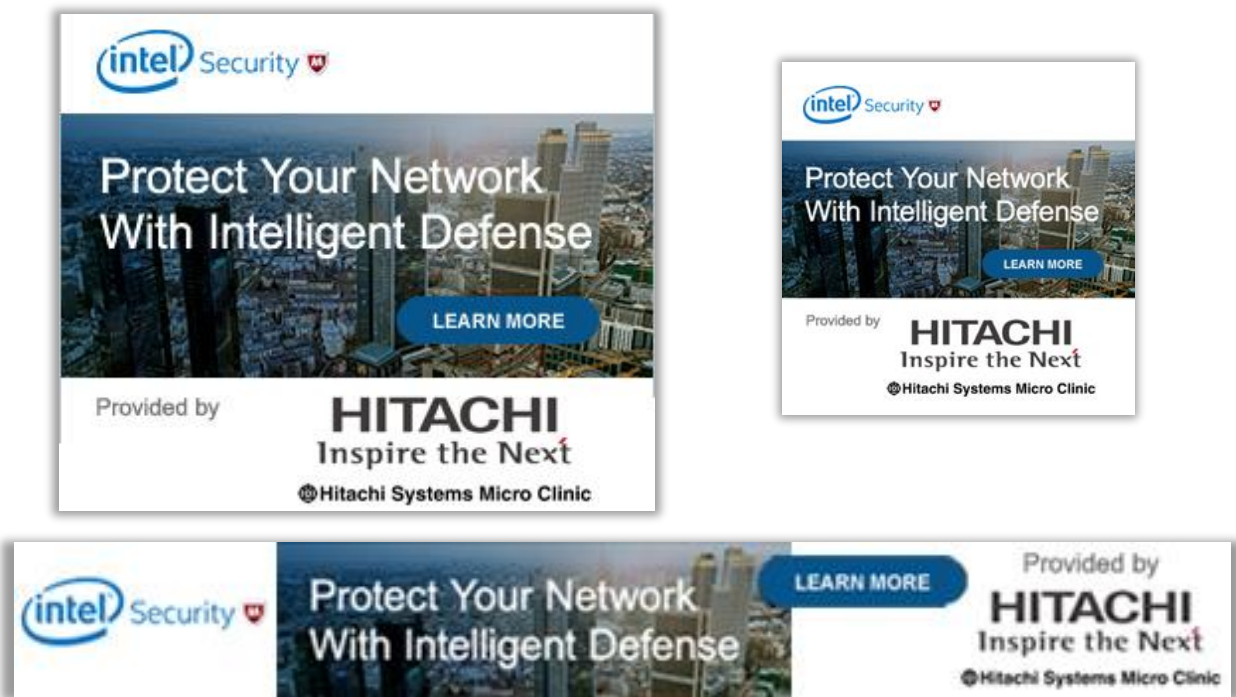 intel Security
Protect Your Network
With Intelligent Defense
LEARN MORE
Provided by
HITACHI
Inspire the Next
Hitachi Systems Micro Clinic
intel Security
Protect Your Network
With Intelligent Defense
LEARN MORE
Provided by
HITACHI
Inspire the Next
Hitachi Systems Micro Clinic
intel Security
Protect Your Network
With Intelligent Defense
LEARN MORE
Provided by
HITACHI
Inspire the Next
Hitachi Systems Micro Clinic